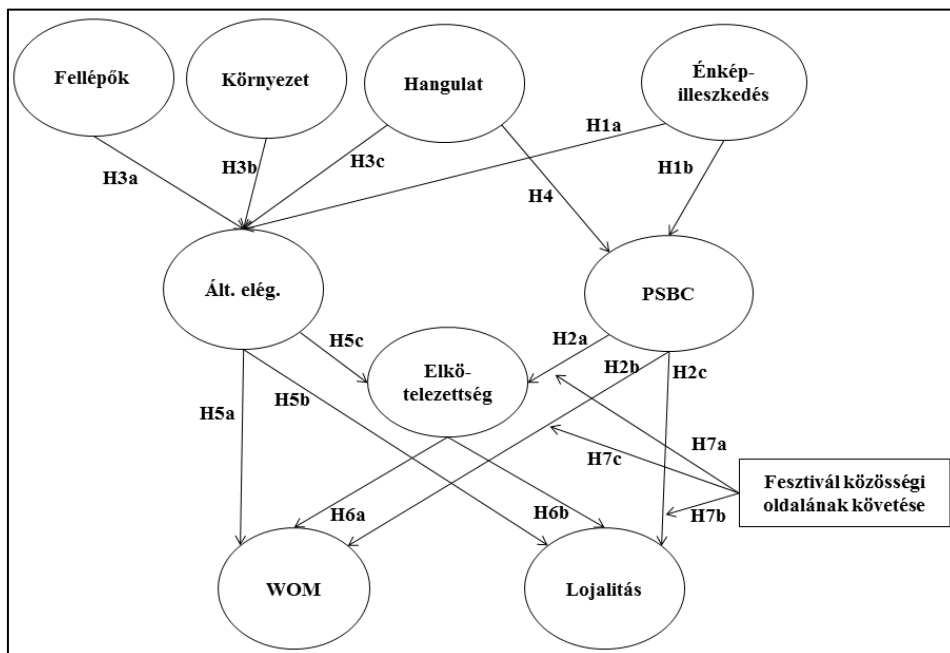 Fellépők
Környezet
Hangulat
Énkép-
illeszkedés
H3a
H3b
H3c
H1a
H4
H1b
Ált. elég.
PSBC
H5c
H2a
Elkö-
telezettség
H2b
H2c
H5a
H5b
H7a
H7c
Fesztivál közösségi
oldalának követése
H7b
H6a
H6b
WOM
Lojalitás